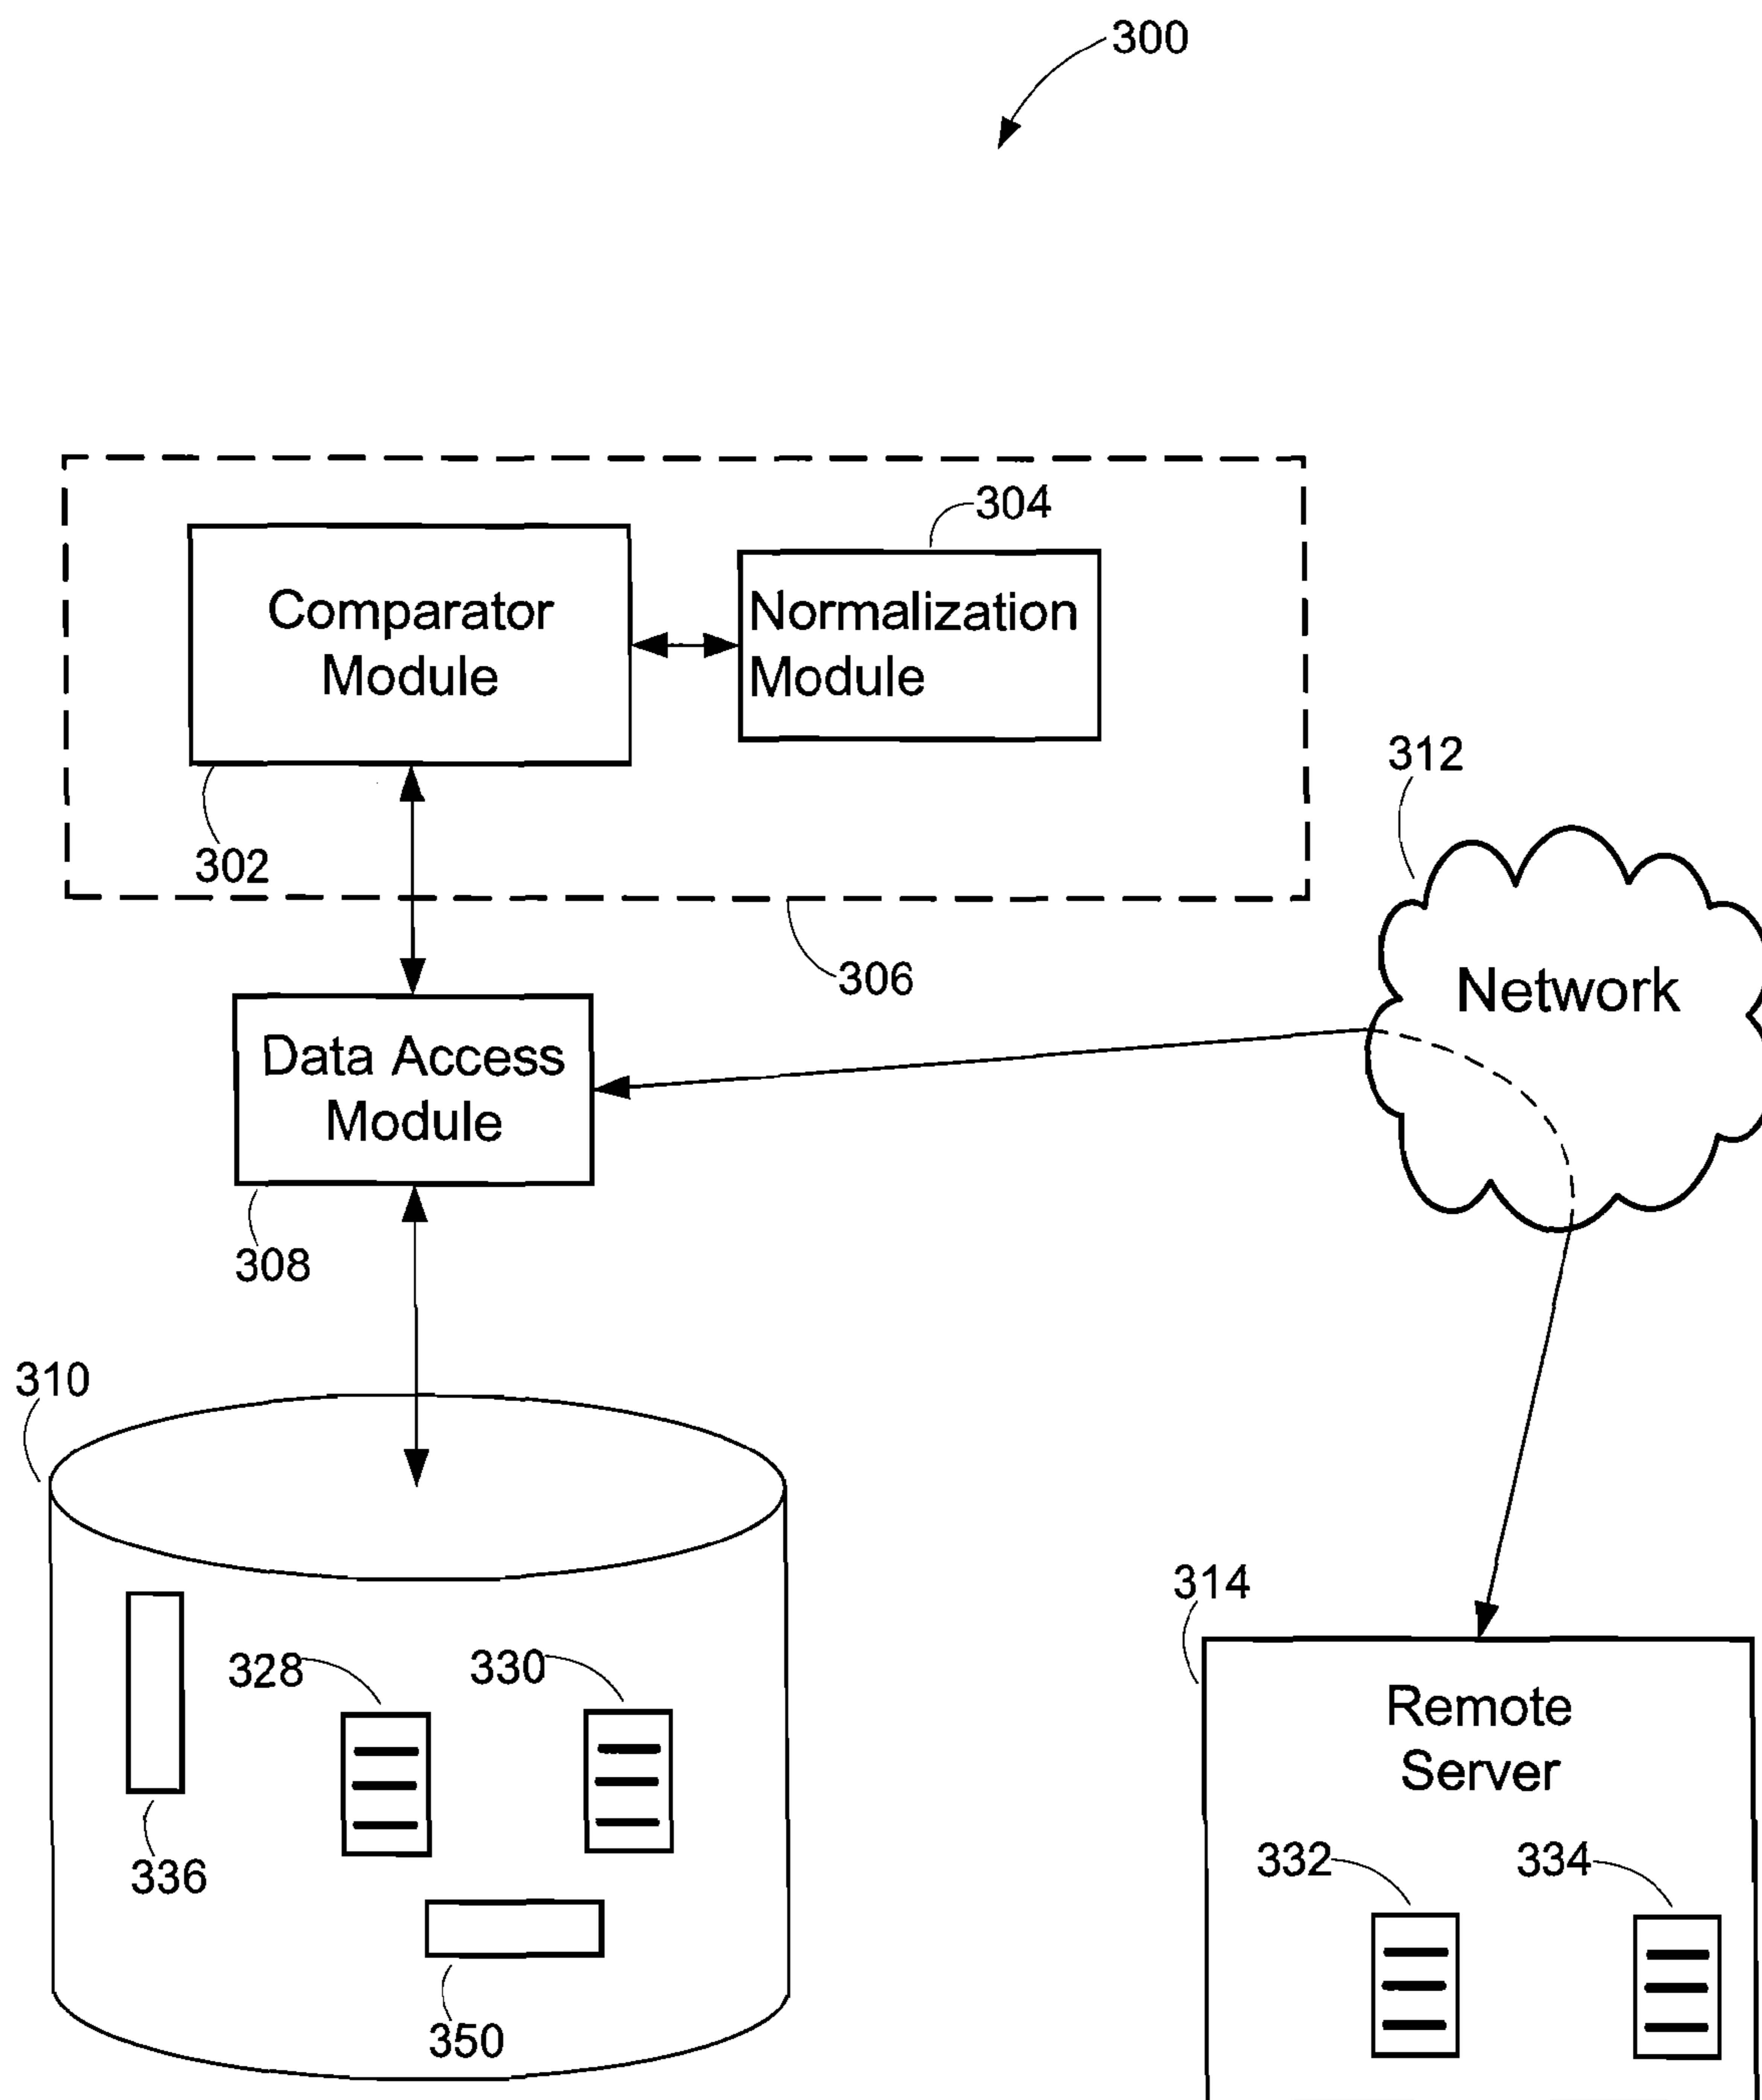 300
304
Comparator
Module
Normalization
Module
302
306
312
Network
Data Access
Module
308
310
314
328
330
336
350
Remote
Server
332
334